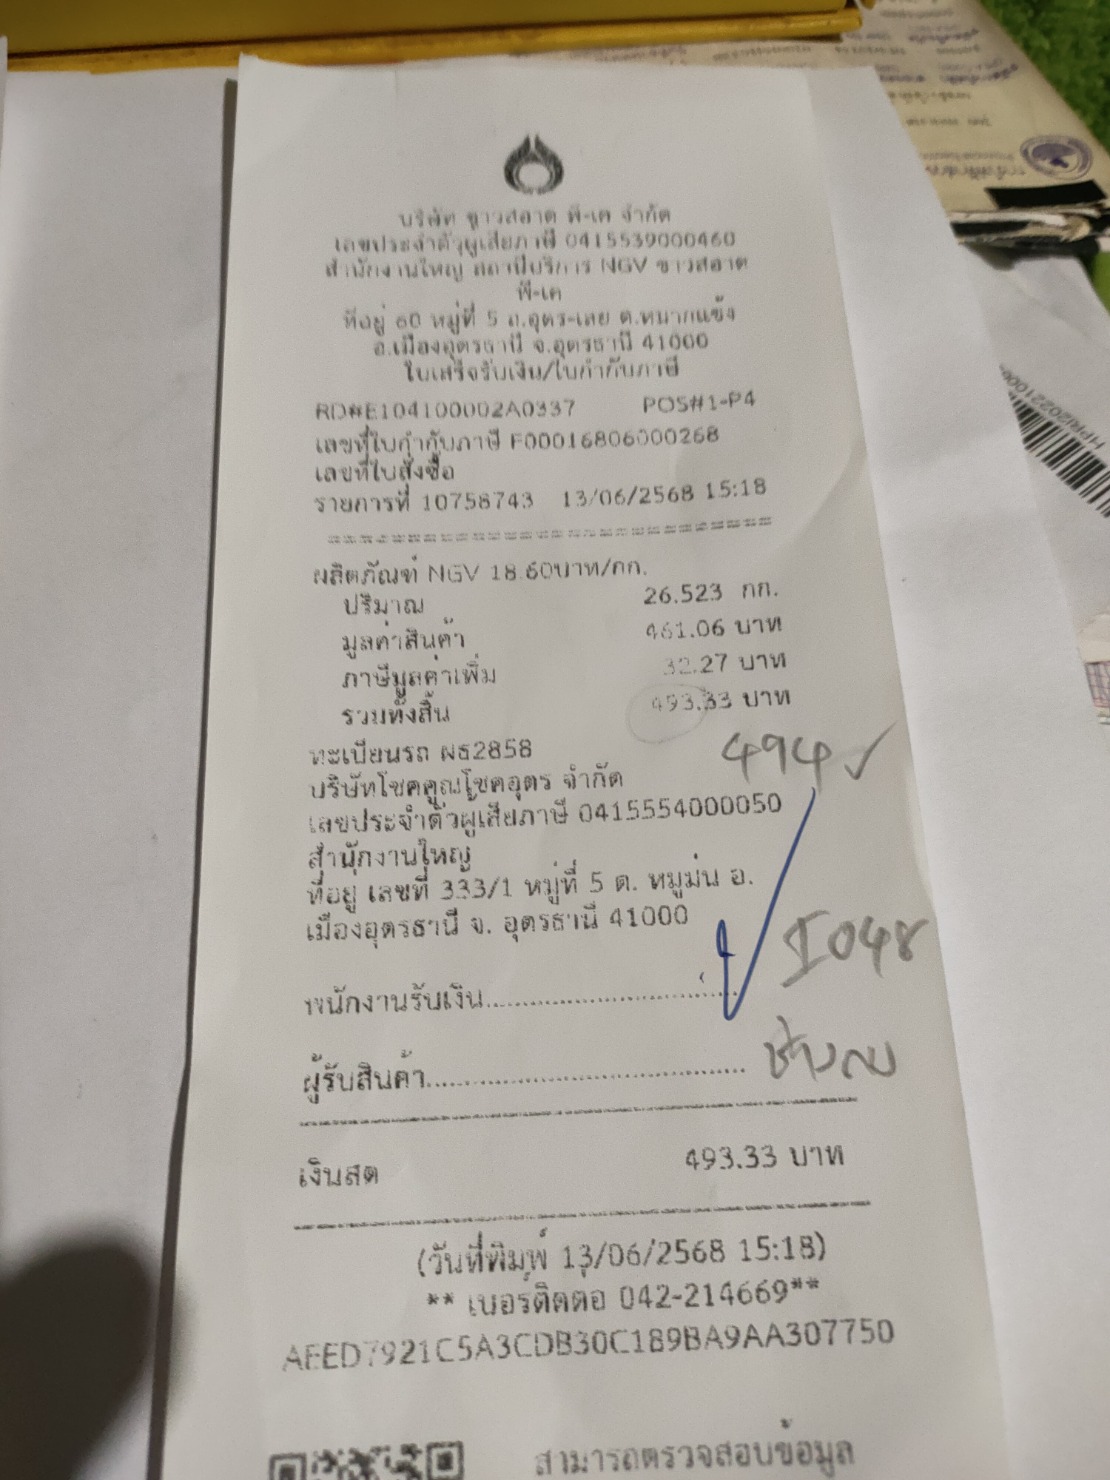 บริษัท ขาวสอาด พี-เค จำกัด
เลขประจำตัวผู้เสียภาษี 0415539000460
สำนักงานใหญ่ สถานีบริการ NGV ขาวสอาด
พี-เค
ที่อยู่ 60 หมู่ที่ 5 ถ.อุดร-เลย ต.หมากแข้ง
อ.เมืองอุดรธานี จ.อุดรธานี 41000
ใบเสร็จรับเงิน/ใบกำกับภาษี
RD#E104100002A0337 POS#1-P4
เลขที่ใบกำกับภาษี F00016806000268
เลขที่ใบสั่งซื้อ
รายการที่ 10758743 13/06/2568 15:18
ผลิตภัณฑ์ NGV 18.60บาท/กก.
ปริมาณ 26.523 กก.
มูลค่าสินค้า 461.06 บาท
ภาษีมูลค่าเพิ่ม 32.27 บาท
รวมทั้งสิ้น 493.33 บาท
494
ทะเบียนรถ ผธ2858
บริษัทโชคคูณโชคอุดร จำกัด
เลขประจำตัวผู้เสียภาษี 0415554000050
สำนักงานใหญ่
ที่อยู่ เลขที่ 333/1 หมู่ที่ 5 ต. หมูม่น อ.
เมืองอุดรธานี จ. อุดรธานี 41000
I048
พนักงานรับเงิน..............................
ผู้รับสินค้า.......................................
เงินสด 493.33 บาท
(วันที่พิมพ์ 13/06/2568 15:18)
** เบอร์ติดต่อ 042-214669**
AEED7921C5A3CDB30C189BA9AA307750
สามารถตรวจสอบข้อมูล